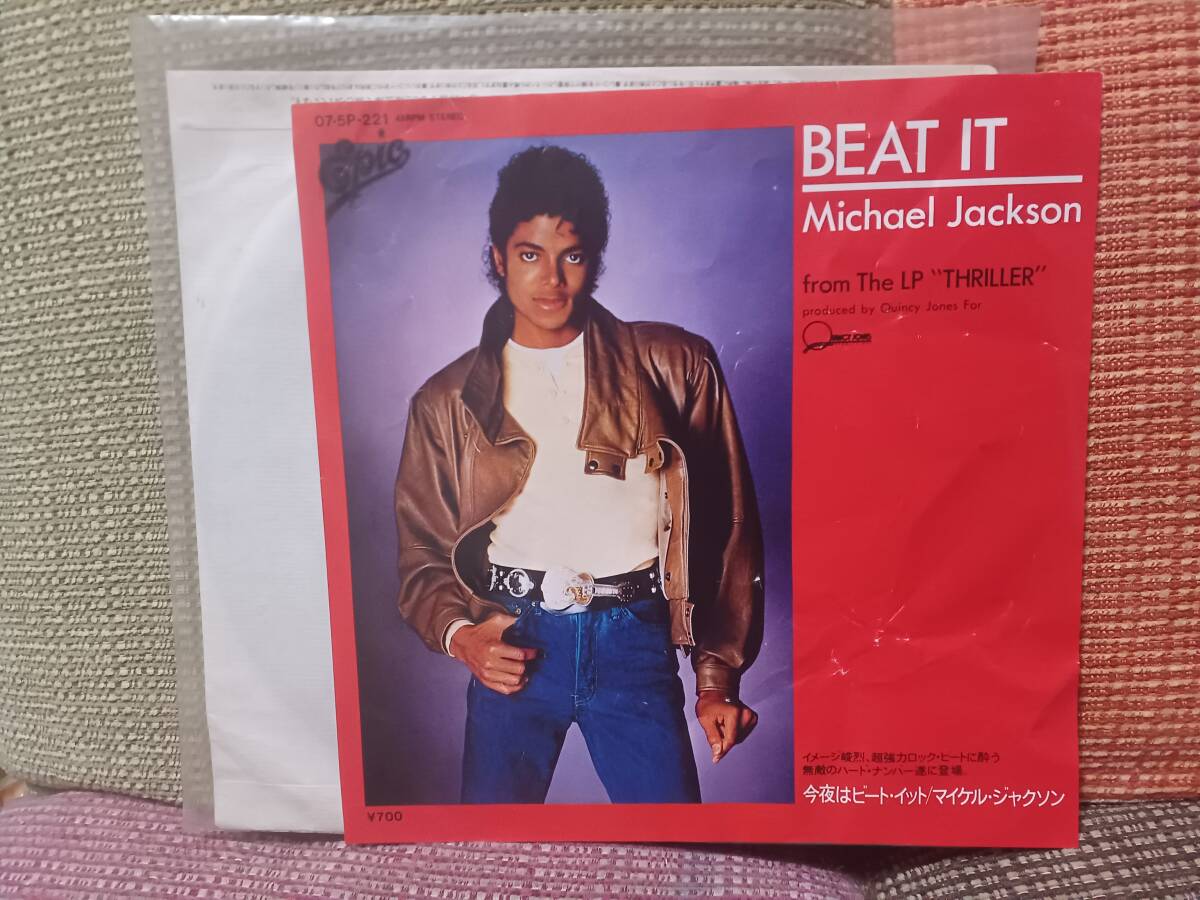 07·5P-221 45RPM STEREO
Epic
BEAT IT
Michael Jackson
from The LP "THRILLER"
produced by Quincy Jones For
イメージ峻烈、超強力ロック・ビートに酔う
無敵のハート・ナンバー遂に登場。
今夜はビート・イット/マイケル・ジャクソン
¥700